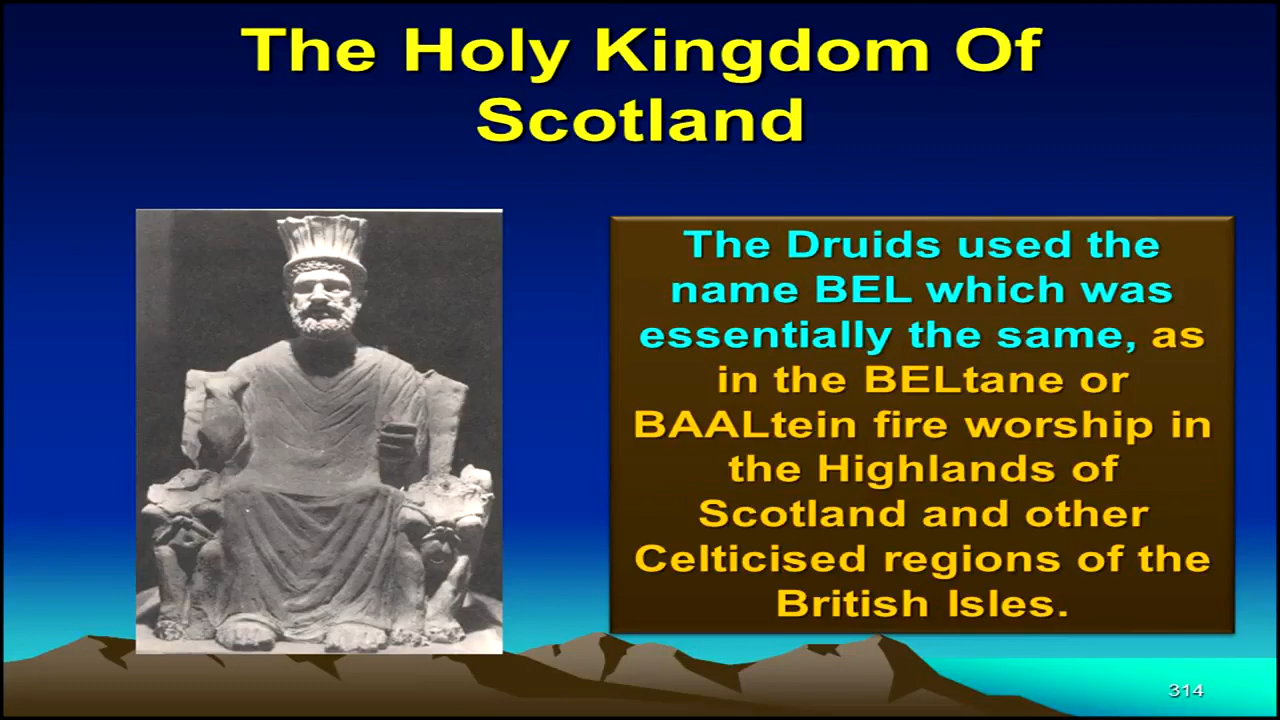 The Holy Kingdom Of
Scotland
The Druids used the
name BEL which was
essentially the same, as
in the BELtane or
BAALtein fire worship in
the Highlands of
Scotland and other
Celticised regions of the
British Isles.
314